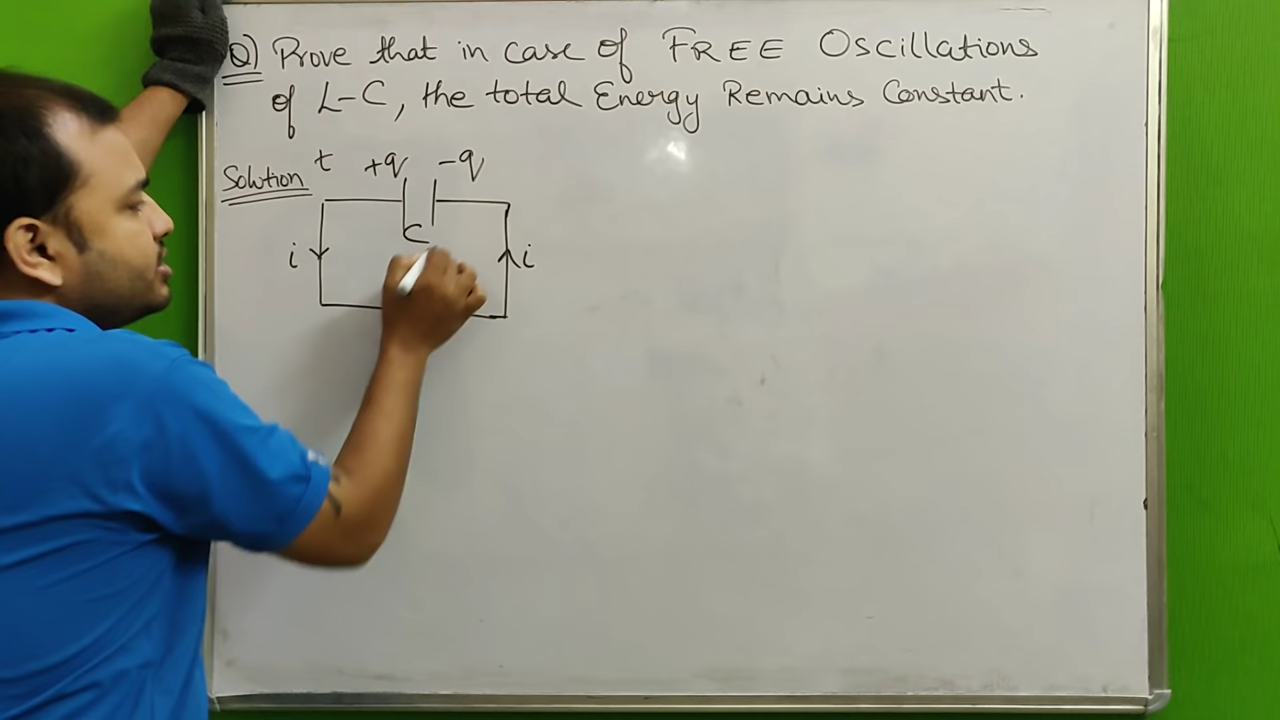 Q) Prove that in case of FREE Oscillations
of L-C, the total Energy Remains Constant.
Solution t +q -q
C
i i